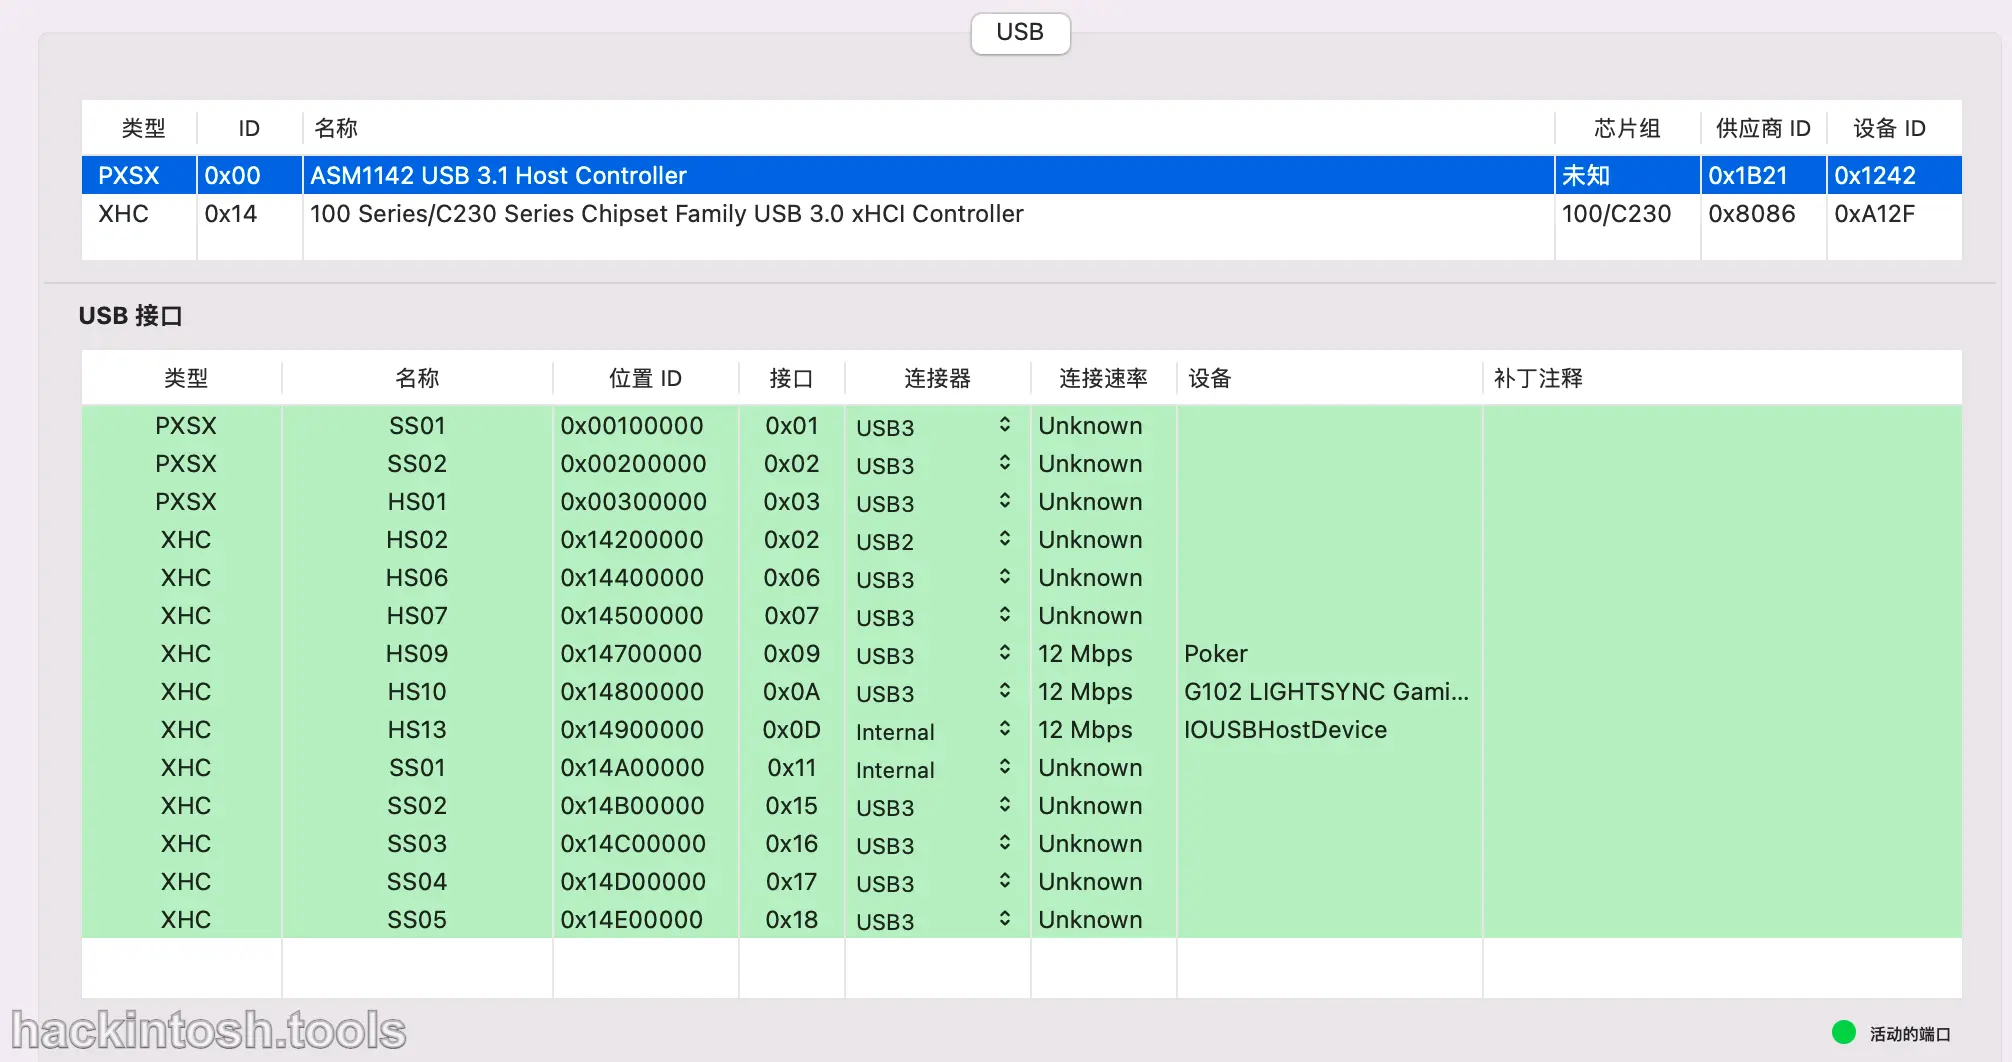 USB
类型 ID 名称 芯片组 供应商 ID 设备 ID
PXSX 0x00 ASM1142 USB 3.1 Host Controller 未知 0x1B21 0x1242
XHC 0x14 100 Series/C230 Series Chipset Family USB 3.0 xHCI Controller 100/C230 0x8086 0xA12F
USB 接口
类型 名称 位置 ID 接口 连接器 连接速率 设备 补丁注释
PXSX SS01 0x00100000 0x01 USB3 Unknown
PXSX SS02 0x00200000 0x02 USB3 Unknown
PXSX HS01 0x00300000 0x03 USB3 Unknown
XHC HS02 0x14200000 0x02 USB2 Unknown
XHC HS06 0x14400000 0x06 USB3 Unknown
XHC HS07 0x14500000 0x07 USB3 Unknown
XHC HS09 0x14700000 0x09 USB3 12 Mbps Poker
XHC HS10 0x14800000 0x0A USB3 12 Mbps G102 LIGHTSYNC Gami...
XHC HS13 0x14900000 0x0D Internal 12 Mbps IOUSBHostDevice
XHC SS01 0x14A00000 0x11 Internal Unknown
XHC SS02 0x14B00000 0x15 USB3 Unknown
XHC SS03 0x14C00000 0x16 USB3 Unknown
XHC SS04 0x14D00000 0x17 USB3 Unknown
XHC SS05 0x14E00000 0x18 USB3 Unknown
hackintosh.tools
活动的端口